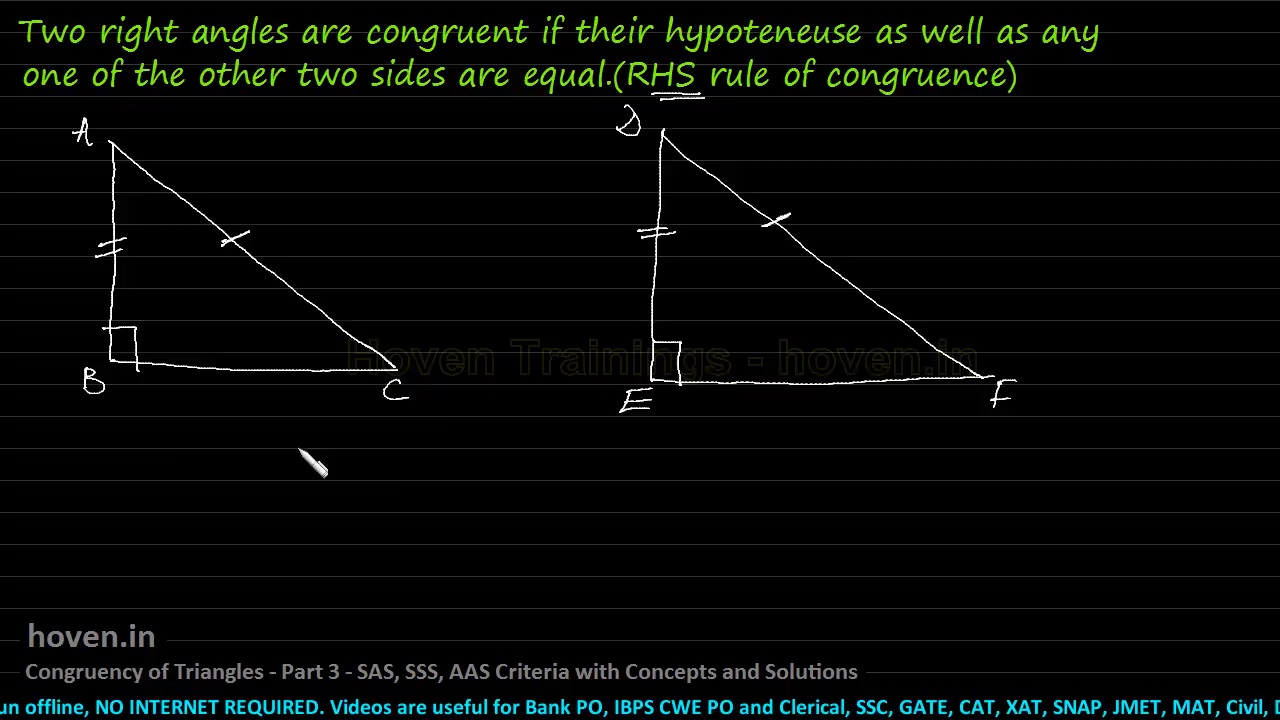 Two right angles are congruent if their hypoteneuse as well as any
one of the other two sides are equal.(RHS rule of congruence)
A
D
B
C
E
F
Hoven Trainings - hoven.in
hoven.in
Congruency of Triangles - Part 3 - SAS, SSS, AAS Criteria with Concepts and Solutions
un offline, NO INTERNET REQUIRED. Videos are useful for Bank PO, IBPS CWE PO and Clerical, SSC, GATE, CAT, XAT, SNAP, JMET, MAT, Civil,